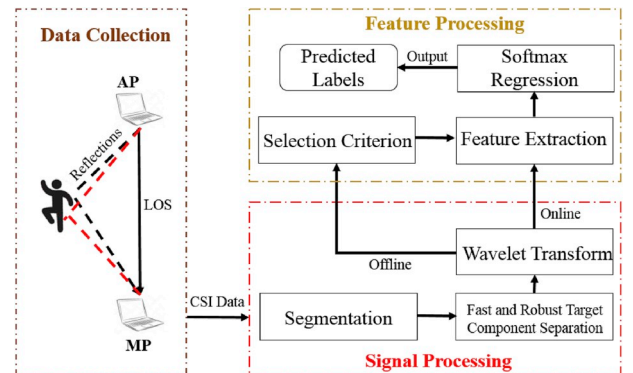 Data Collection
AP
Reflections
LOS
MP
CSI Data
Feature Processing
Predicted
Labels
Output
Softmax
Regression
Selection Criterion
Feature Extraction
Offline
Online
Wavelet Transform
Segmentation
Fast and Robust Target
Component Separation
Signal Processing